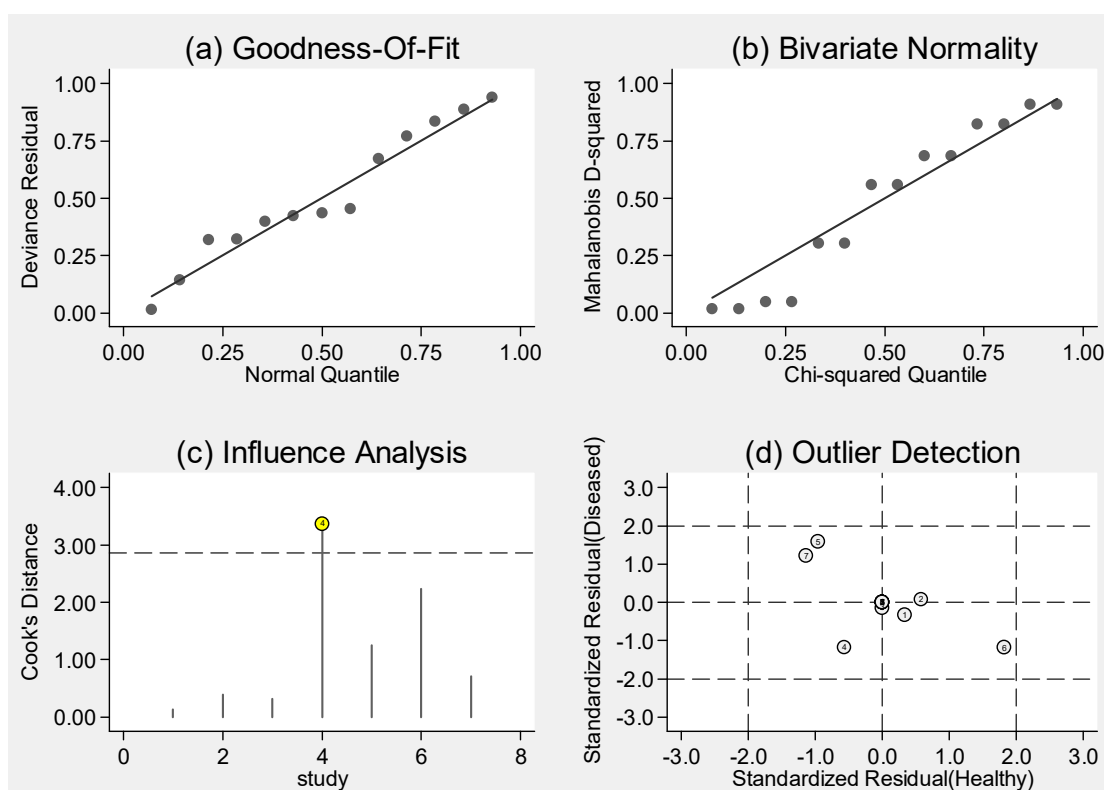 (a) Goodness-Of-Fit
Deviance Residual
1.00
0.75
0.50
0.25
0.00
0.00 0.25 0.50 0.75 1.00
Normal Quantile
(b) Bivariate Normality
Mahalanobis D-squared
1.00
0.75
0.50
0.25
0.00
0.00 0.25 0.50 0.75 1.00
Chi-squared Quantile
(c) Influence Analysis
Cook's Distance
4.00
3.00
2.00
1.00
0.00
4
0 2 4 6 8
study
(d) Outlier Detection
Standardized Residual(Diseased)
3.0
2.0
1.0
0.0
-1.0
-2.0
-3.0
5
7
2
1
4
6
-3.0 -2.0 -1.0 0.0 1.0 2.0 3.0
Standardized Residual(Healthy)